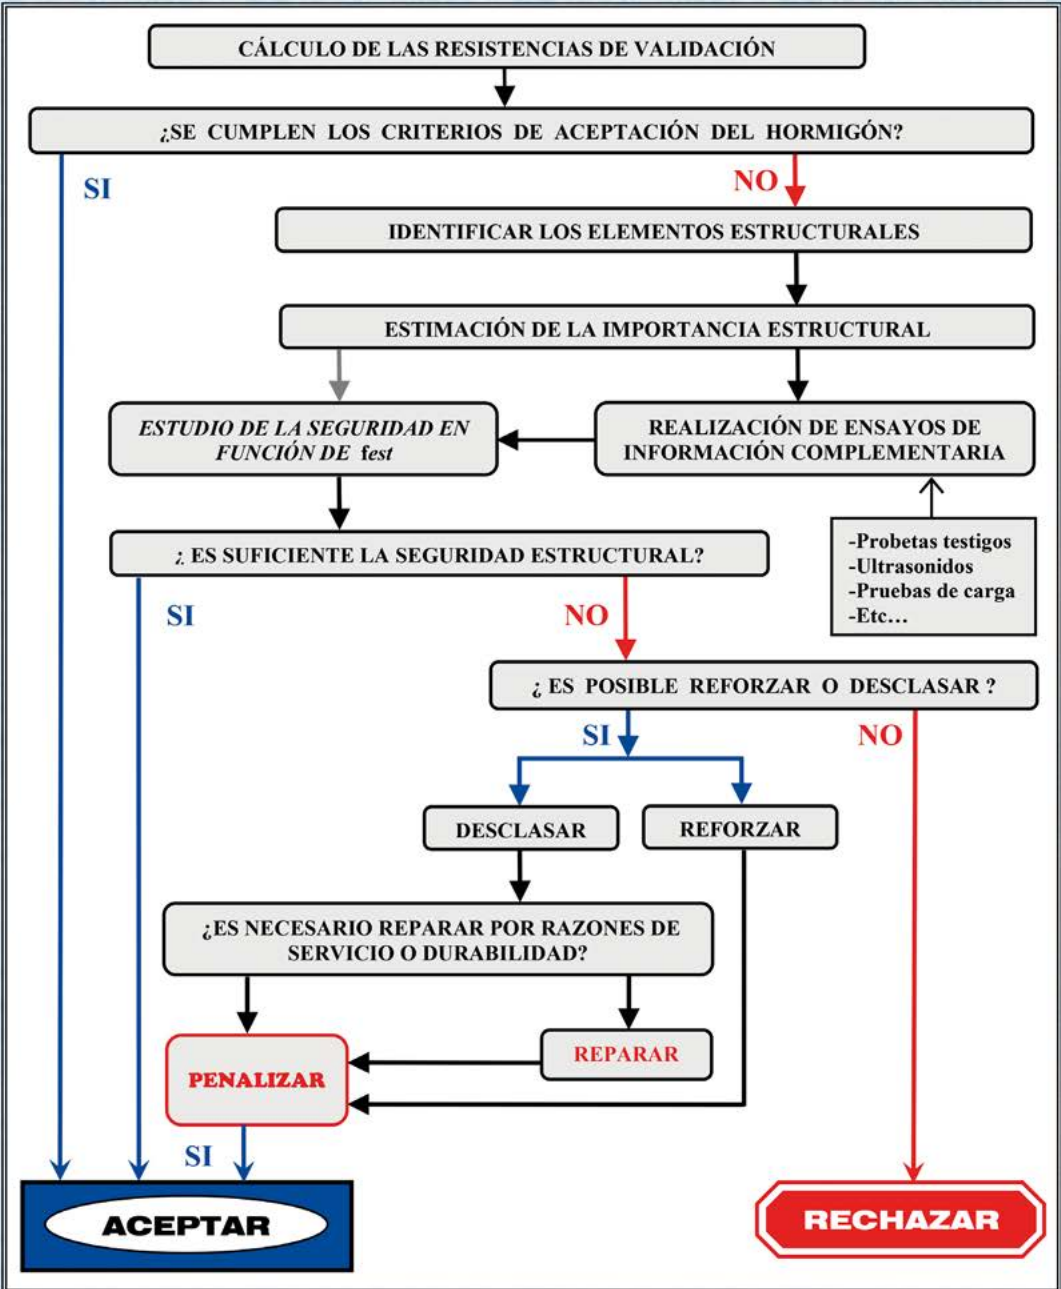 CÁLCULO DE LAS RESISTENCIAS DE VALIDACIÓN
¿SE CUMPLEN LOS CRITERIOS DE ACEPTACIÓN DEL HORMIGÓN?
SI
NO
IDENTIFICAR LOS ELEMENTOS ESTRUCTURALES
ESTIMACIÓN DE LA IMPORTANCIA ESTRUCTURAL
ESTUDIO DE LA SEGURIDAD EN
FUNCIÓN DE fest
REALIZACIÓN DE ENSAYOS DE
INFORMACIÓN COMPLEMENTARIA
-Probetas testigos
-Ultrasonidos
-Pruebas de carga
-Etc...
¿ ES SUFICIENTE LA SEGURIDAD ESTRUCTURAL?
SI
NO
¿ ES POSIBLE REFORZAR O DESCLASAR ?
SI
NO
DESCLASAR
REFORZAR
¿ES NECESARIO REPARAR POR RAZONES DE
SERVICIO O DURABILIDAD?
PENALIZAR
REPARAR
SI
ACEPTAR
RECHAZAR